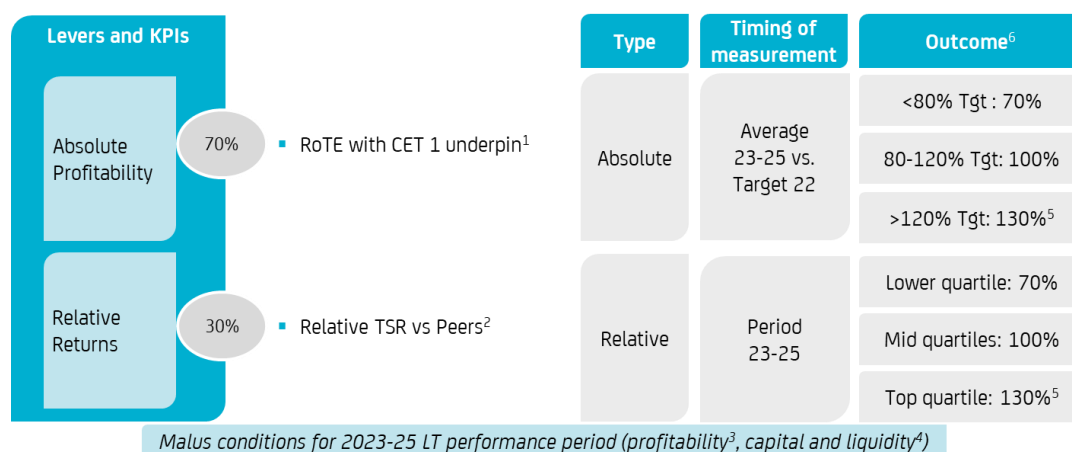 Levers and KPIs
Type
Timing of
measurement
Outcome⁶
Absolute
Profitability
70%
▪ RoTE with CET 1 underpin¹
Absolute
Average
23-25 vs.
Target 22
<80% Tgt : 70%
80-120% Tgt: 100%
>120% Tgt: 130%⁵
Relative
Returns
30%
▪ Relative TSR vs Peers²
Relative
Period
23-25
Lower quartile: 70%
Mid quartiles: 100%
Top quartile: 130%⁵
Malus conditions for 2023-25 LT performance period (profitability³, capital and liquidity⁴)